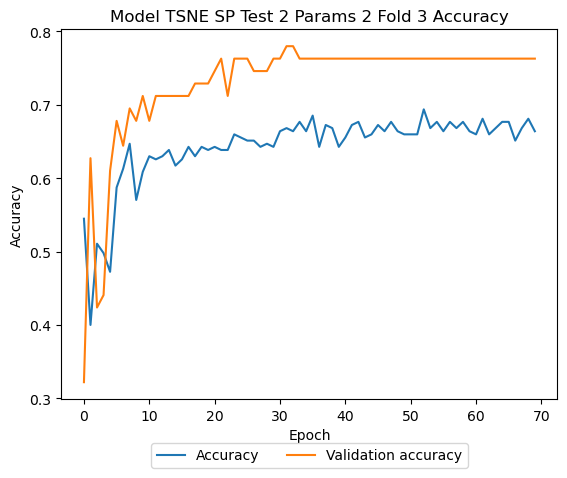 Model TSNE SP Test 2 Params 2 Fold 3 Accuracy
0.8
0.7
0.6
0.5
0.4
0.3
Accuracy
0 10 20 30 40 50 60 70
Epoch
Accuracy Validation accuracy